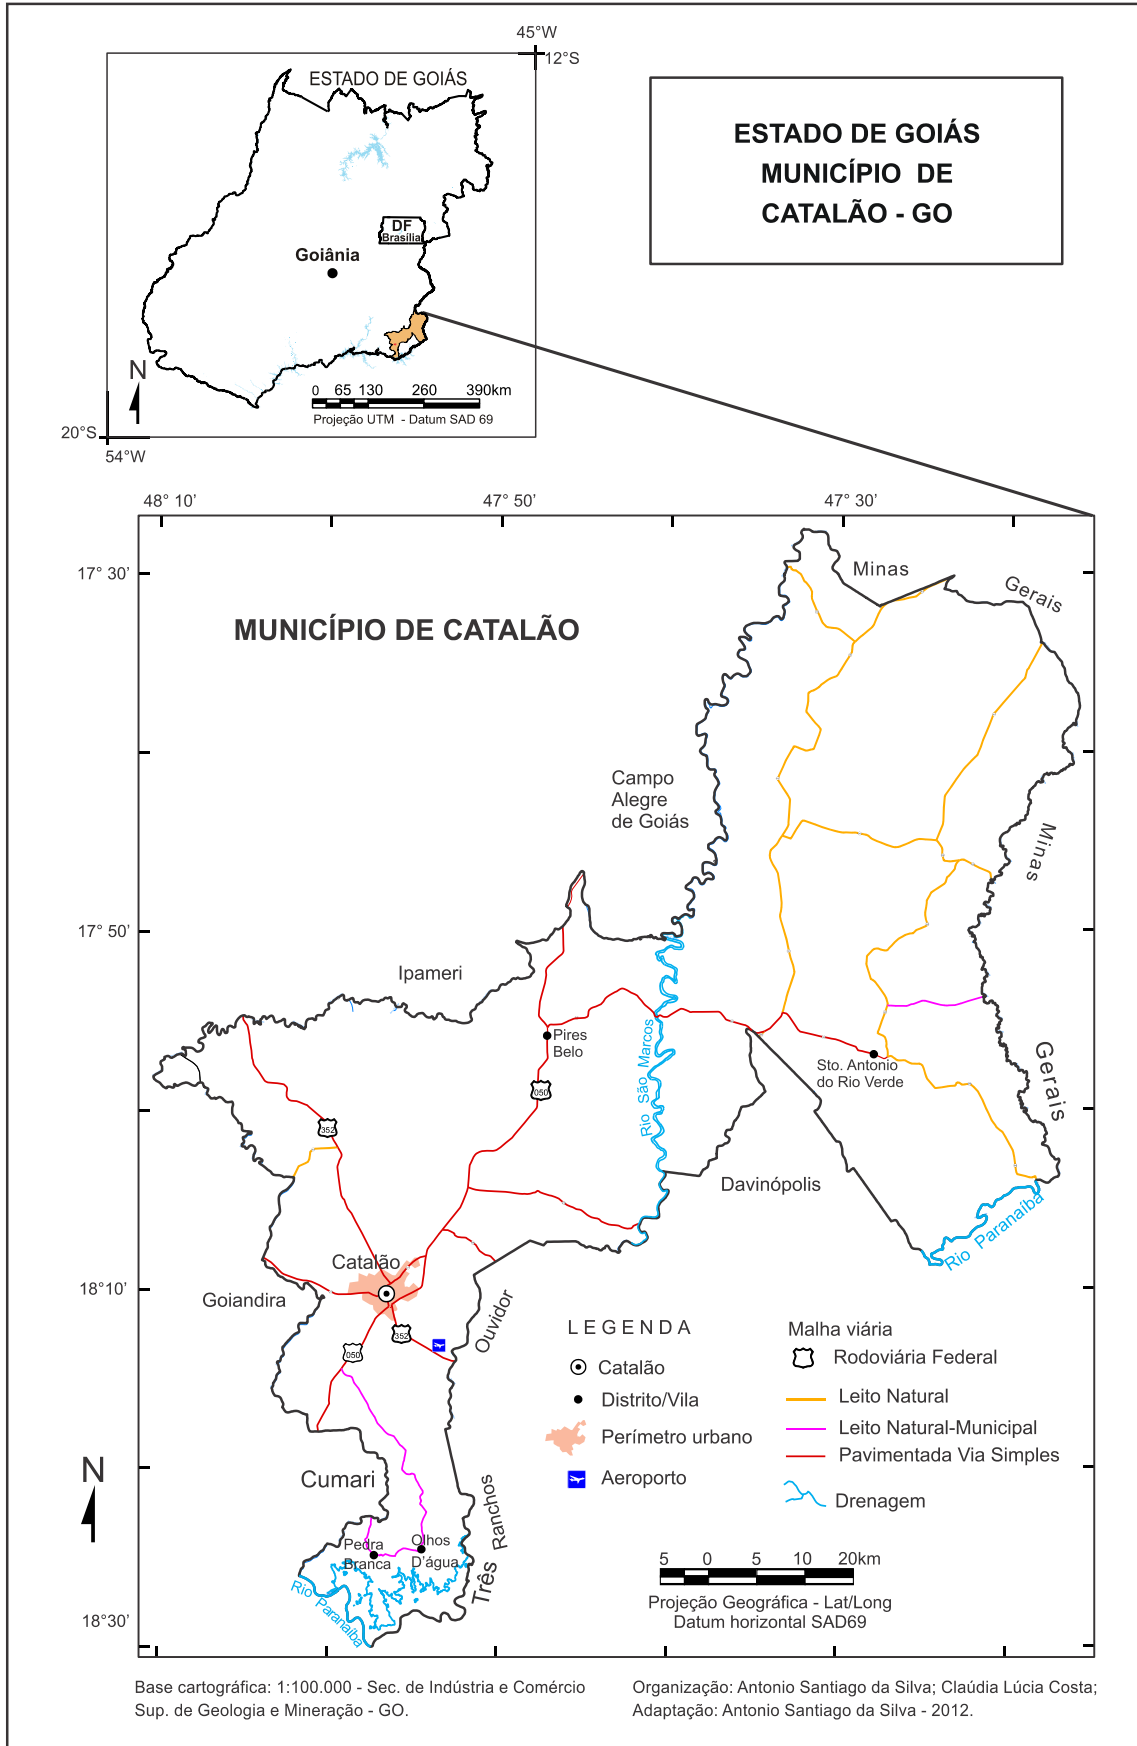 45°W
12°S
ESTADO DE GOIÁS
DF
Brasília
Goiânia
N
0 65 130 260 390km
Projeção UTM - Datum SAD 69
20°S
54°W
ESTADO DE GOIÁS
MUNICÍPIO DE
CATALÃO - GO
48° 10’ 47° 50’ 47° 30’
17° 30’
17° 50’
18° 10’
18° 30’
MUNICÍPIO DE CATALÃO
Minas
Gerais
Campo
Alegre
de Goiás
Minas
Ipameri
Pires
Belo
050
Rio São Marcos
Sto. Antonio
do Rio Verde
Gerais
352
Davinópolis
Rio Paranaíba
Catalão
Goiandira
Ouvidor
352
050
Cumari
Três Ranchos
Pedra
Branca
Olhos
D’água
Rio Paranaíba
N
LEGENDA
Catalão
Distrito/Vila
Perímetro urbano
Aeroporto
Malha viária
Rodoviária Federal
Leito Natural
Leito Natural-Municipal
Pavimentada Via Simples
Drenagem
5 0 5 10 20km
Projeção Geográfica - Lat/Long
Datum horizontal SAD69
Base cartográfica: 1:100.000 - Sec. de Indústria e Comércio
Sup. de Geologia e Mineração - GO.
Organização: Antonio Santiago da Silva; Claúdia Lúcia Costa;
Adaptação: Antonio Santiago da Silva - 2012.